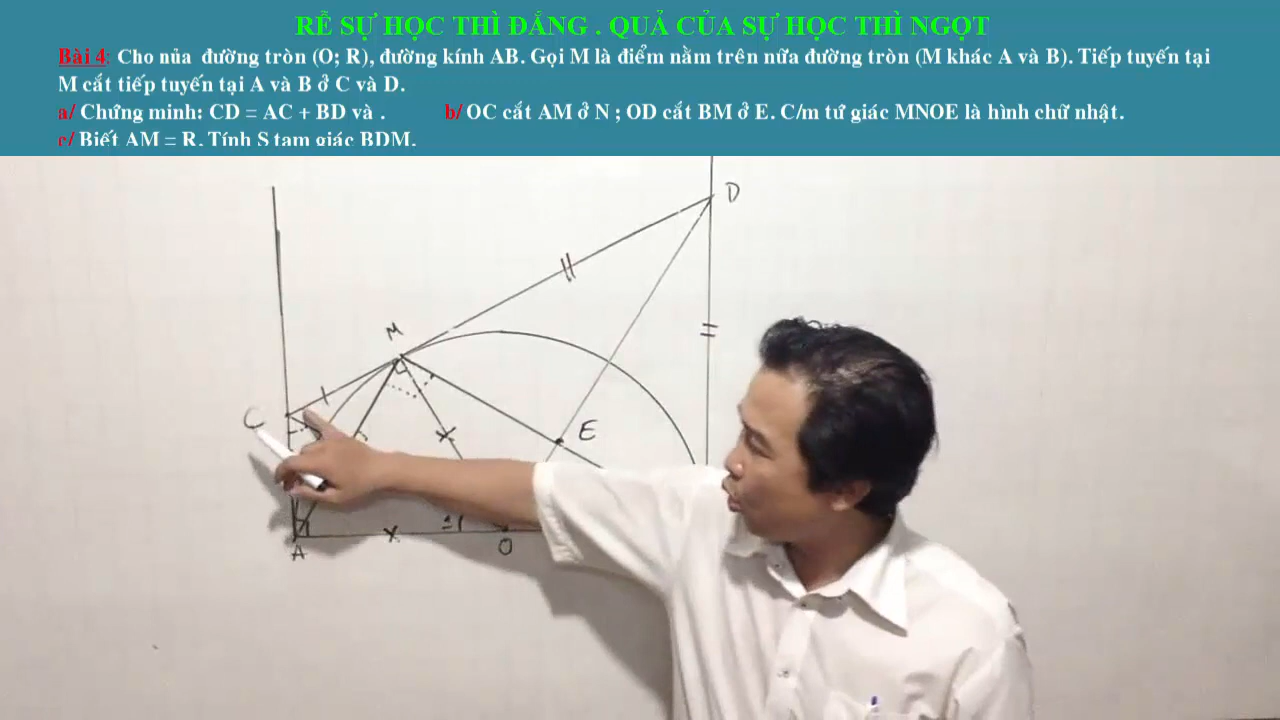 RỄ SỰ HỌC THÌ ĐẮNG . QUẢ CỦA SỰ HỌC THÌ NGỌT
Bài 4: Cho nủa đường tròn (O; R), đường kính AB. Gọi M là điểm nằm trên nửa đường tròn (M khác A và B). Tiếp tuyến tại
M cắt tiếp tuyến tại A và B ở C và D.
a/ Chứng minh: CD = AC + BD và . b/ OC cắt AM ở N ; OD cắt BM ở E. C/m tứ giác MNOE là hình chữ nhật.
c/ Biết AM = R. Tính S tam giác BDM.
D
M
C
E
A
O